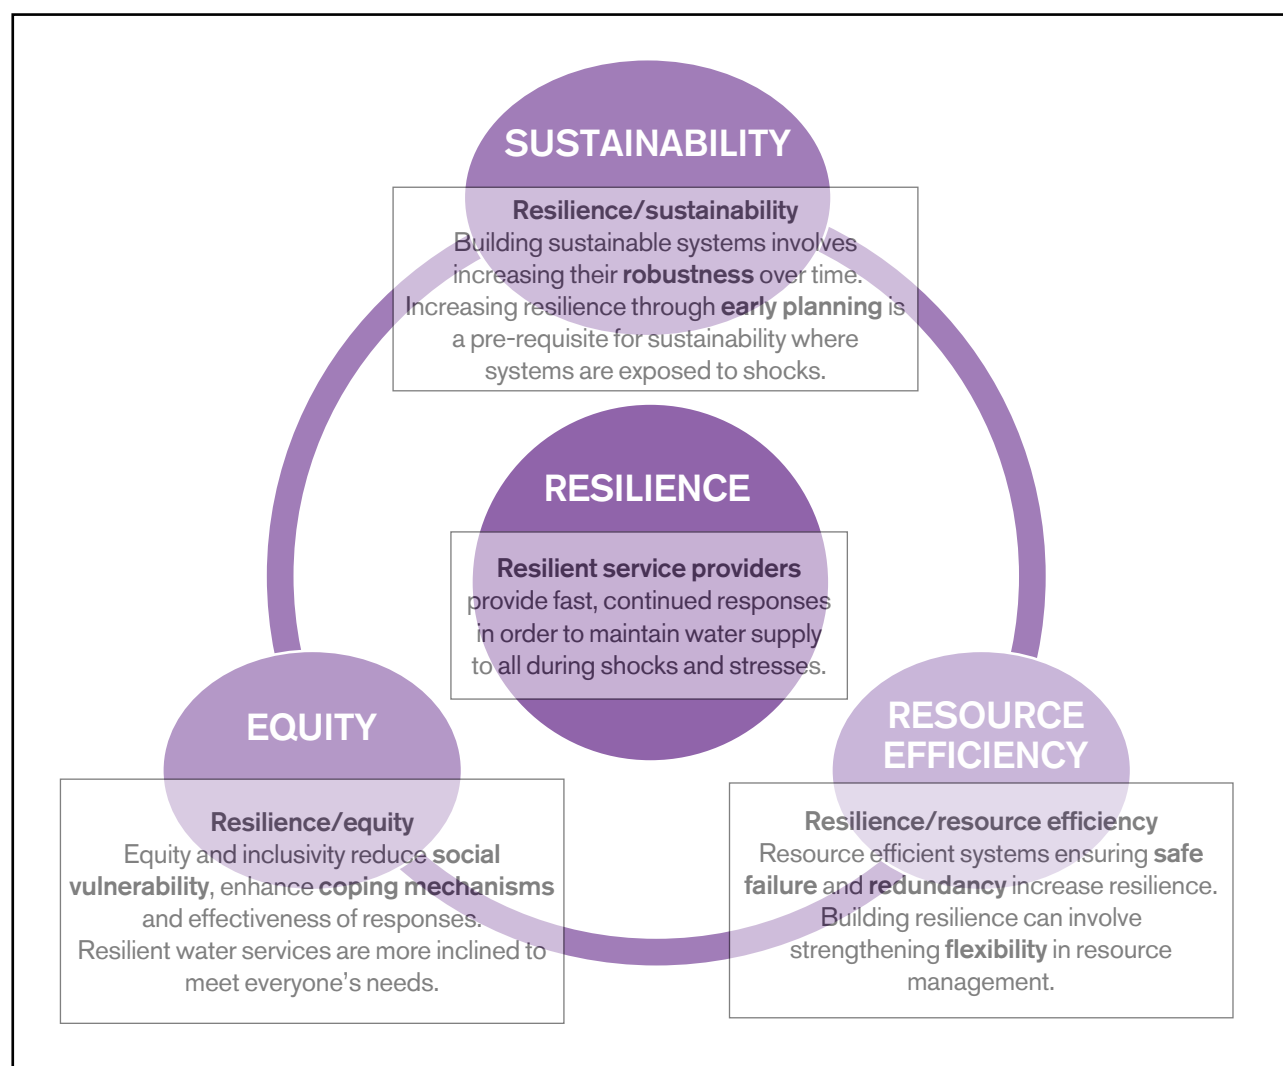 SUSTAINABILITY
Resilience/sustainability
Building sustainable systems involves
increasing their robustness over time.
Increasing resilience through early planning is
a pre-requisite for sustainability where
systems are exposed to shocks.
RESILIENCE
Resilient service providers
provide fast, continued responses
in order to maintain water supply
to all during shocks and stresses.
EQUITY
Resilience/equity
Equity and inclusivity reduce social
vulnerability, enhance coping mechanisms
and effectiveness of responses.
Resilient water services are more inclined to
meet everyone’s needs.
RESOURCE
EFFICIENCY
Resilience/resource efficiency
Resource efficient systems ensuring safe
failure and redundancy increase resilience.
Building resilience can involve
strengthening flexibility in resource
management.